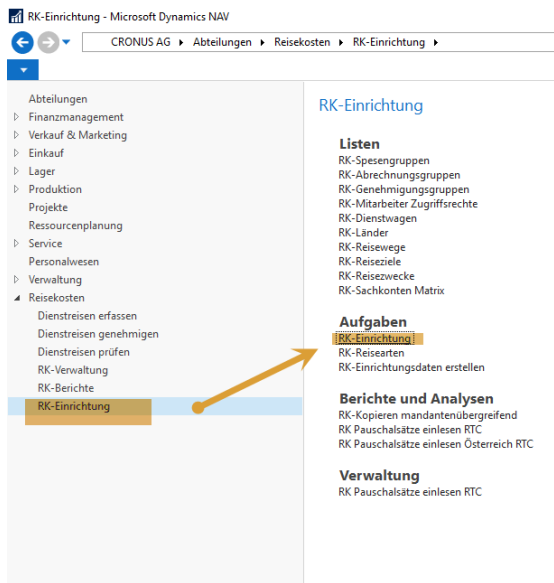 RK-Einrichtung - Microsoft Dynamics NAV
CRONUS AG ▸ Abteilungen ▸ Reisekosten ▸ RK-Einrichtung ▸
Abteilungen
Finanzmanagement
Verkauf & Marketing
Einkauf
Lager
Produktion
Projekte
Ressourcenplanung
Service
Personalwesen
Verwaltung
Reisekosten
Dienstreisen erfassen
Dienstreisen genehmigen
Dienstreisen prüfen
RK-Verwaltung
RK-Berichte
RK-Einrichtung
RK-Einrichtung
Listen
RK-Spesengruppen
RK-Abrechnungsgruppen
RK-Genehmigungsgruppen
RK-Mitarbeiter Zugriffsrechte
RK-Dienstwagen
RK-Länder
RK-Reisewege
RK-Reiseziele
RK-Reisezwecke
RK-Sachkonten Matrix
Aufgaben
RK-Einrichtung
RK-Reisearten
RK-Einrichtungsdaten erstellen
Berichte und Analysen
RK-Kopieren mandantenübergreifend
RK Pauschalsätze einlesen RTC
RK Pauschalsätze einlesen Österreich RTC
Verwaltung
RK Pauschalsätze einlesen RTC